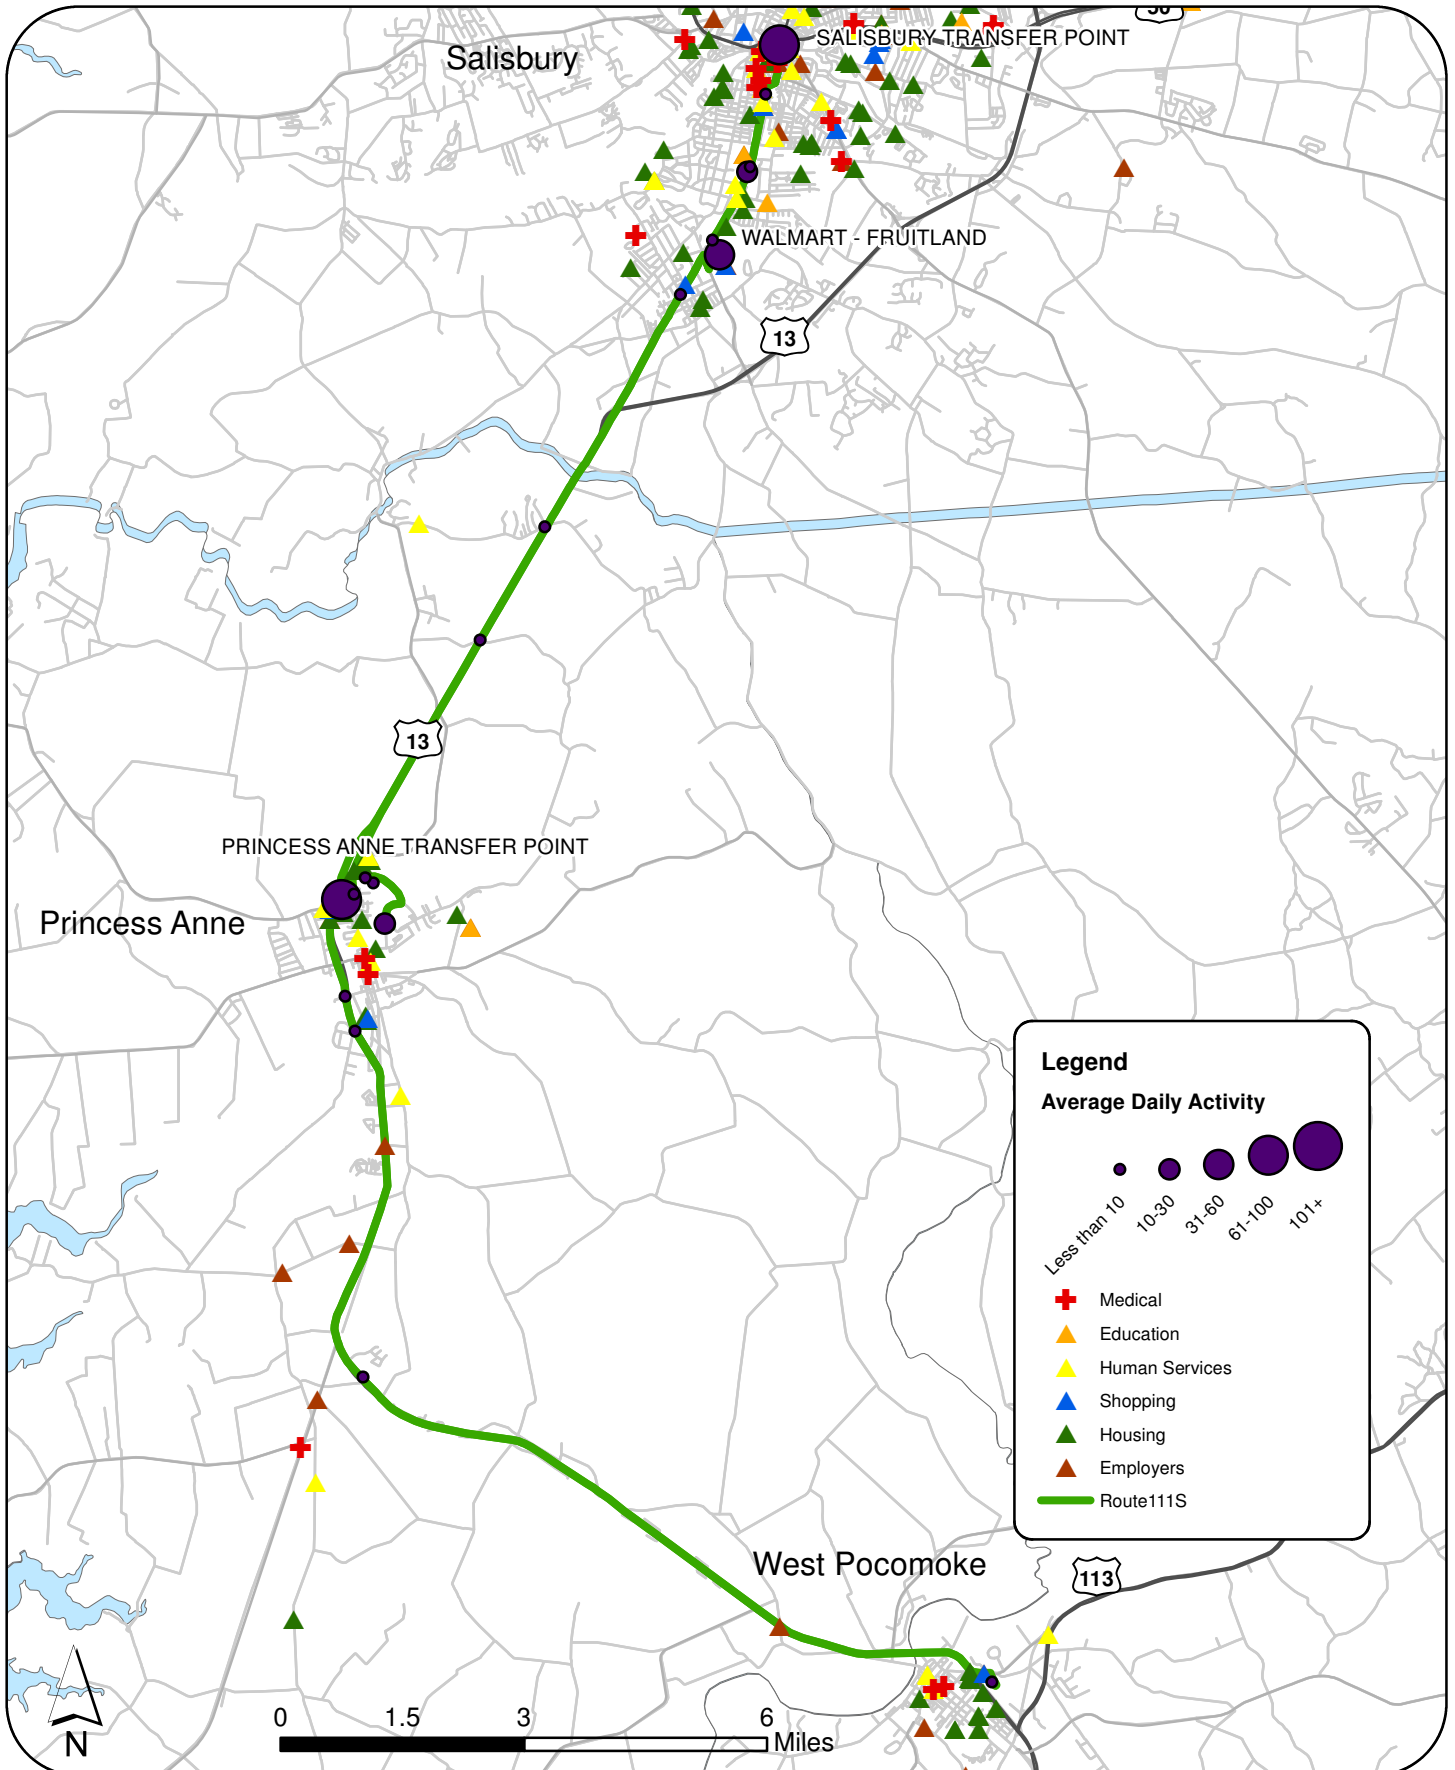 50
Salisbury
SALISBURY TRANSFER POINT
WALMART - FRUITLAND
13
13
PRINCESS ANNE TRANSFER POINT
Princess Anne
Legend
Average Daily Activity
Less than 10
10-30
31-60
61-100
101+
Medical
Education
Human Services
Shopping
Housing
Employers
Route111S
West Pocomoke
113
0 1.5 3 6
Miles
N